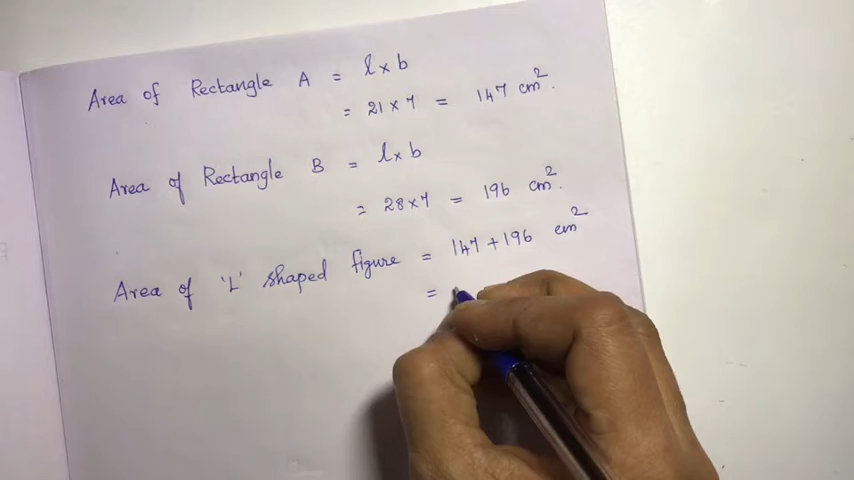 Area of Rectangle A = l x b
= 21 x 7 = 147 cm².
Area of Rectangle B = l x b
= 28 x 7 = 196 cm².
Area of 'L' shaped figure = 147 + 196 cm²
=